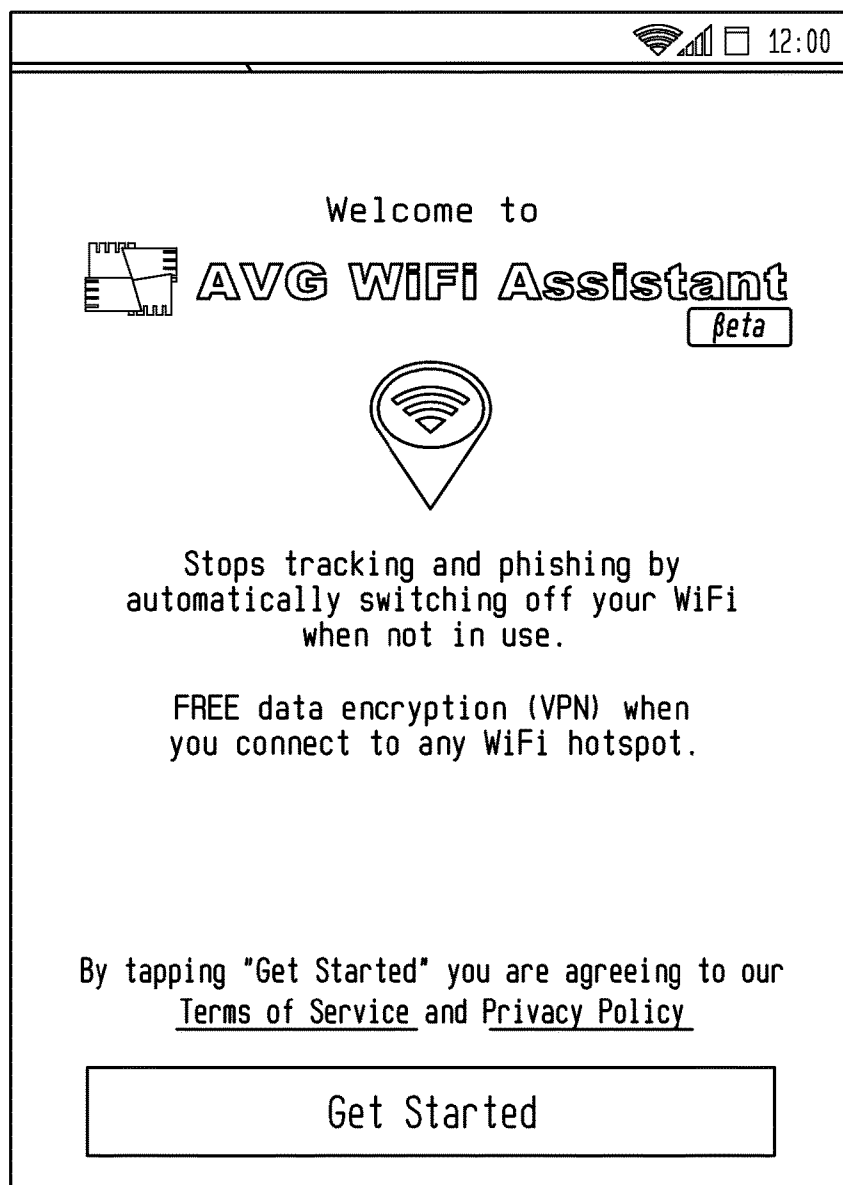 12:00
Welcome to
AVG WiFi Assistant
βeta
Stops tracking and phishing by
automatically switching off your WiFi
when not in use.
FREE data encryption (VPN) when
you connect to any WiFi hotspot.
By tapping "Get Started" you are agreeing to our
Terms of Service and Privacy Policy
Get Started